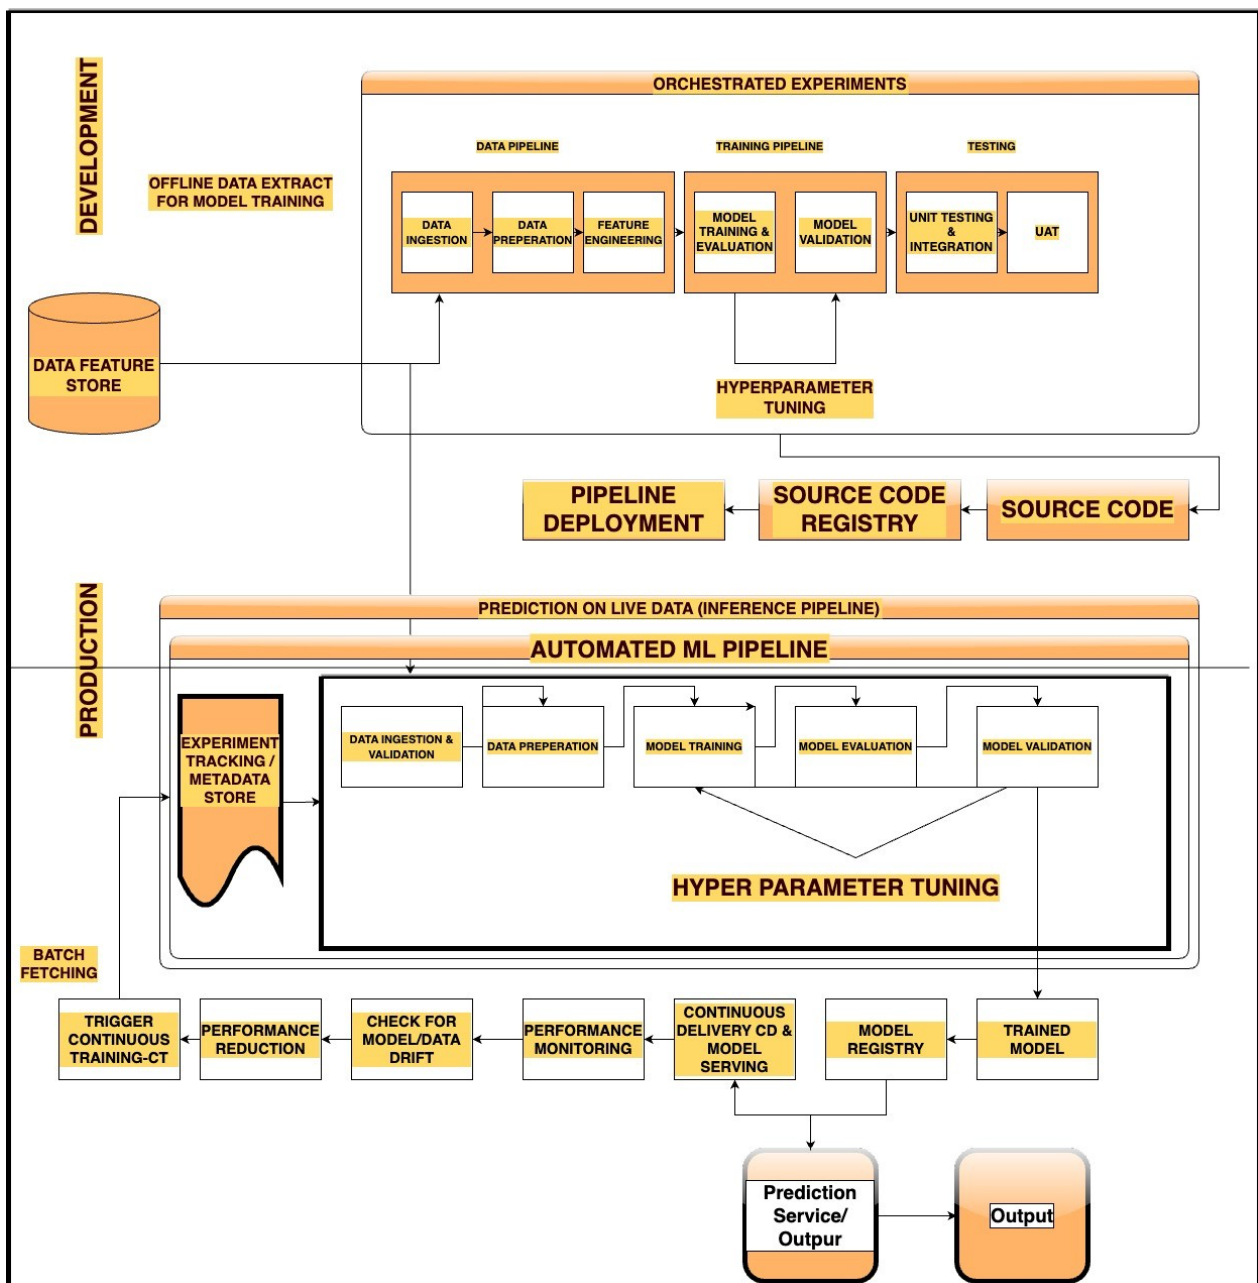 DEVELOPMENT
ORCHESTRATED EXPERIMENTS
DATA PIPELINE
TRAINING PIPELINE
TESTING
OFFLINE DATA EXTRACT
FOR MODEL TRAINING
DATA
INGESTION
DATA
PREPERATION
FEATURE
ENGINEERING
MODEL
TRAINING &
EVALUATION
MODEL
VALIDATION
UNIT TESTING
&
INTEGRATION
UAT
DATA FEATURE
STORE
HYPERPARAMETER
TUNING
PIPELINE
DEPLOYMENT
SOURCE CODE
REGISTRY
SOURCE CODE
PRODUCTION
PREDICTION ON LIVE DATA (INFERENCE PIPELINE)
AUTOMATED ML PIPELINE
EXPERIMENT
TRACKING /
METADATA
STORE
DATA INGESTION &
VALIDATION
DATA PREPERATION
MODEL TRAINING
MODEL EVALUATION
MODEL VALIDATION
HYPER PARAMETER TUNING
BATCH
FETCHING
TRIGGER
CONTINUOUS
TRAINING-CT
PERFORMANCE
REDUCTION
CHECK FOR
MODEL/DATA
DRIFT
PERFORMANCE
MONITORING
CONTINUOUS
DELIVERY CD &
MODEL
SERVING
MODEL
REGISTRY
TRAINED
MODEL
Prediction
Service/
Outpur
Output